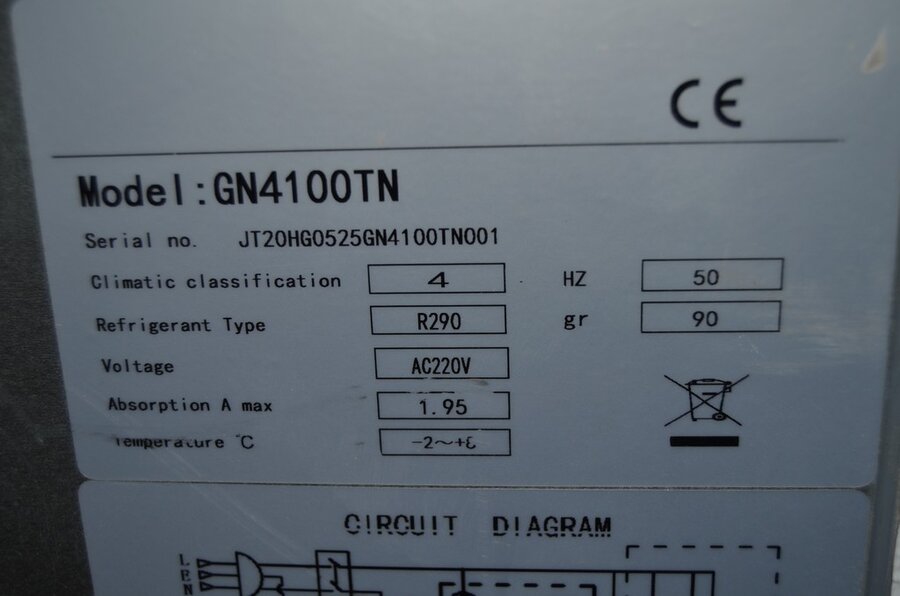 CE
Model:GN4100TN
Serial no. JT20HG0525GN4100TN001
Climatic classification 4 HZ 50
Refrigerant Type R290 gr 90
Voltage AC220V
Absorption A max 1.95
Temperature °C -2~+
CIRCUIT DIAGRAM
L
E
N